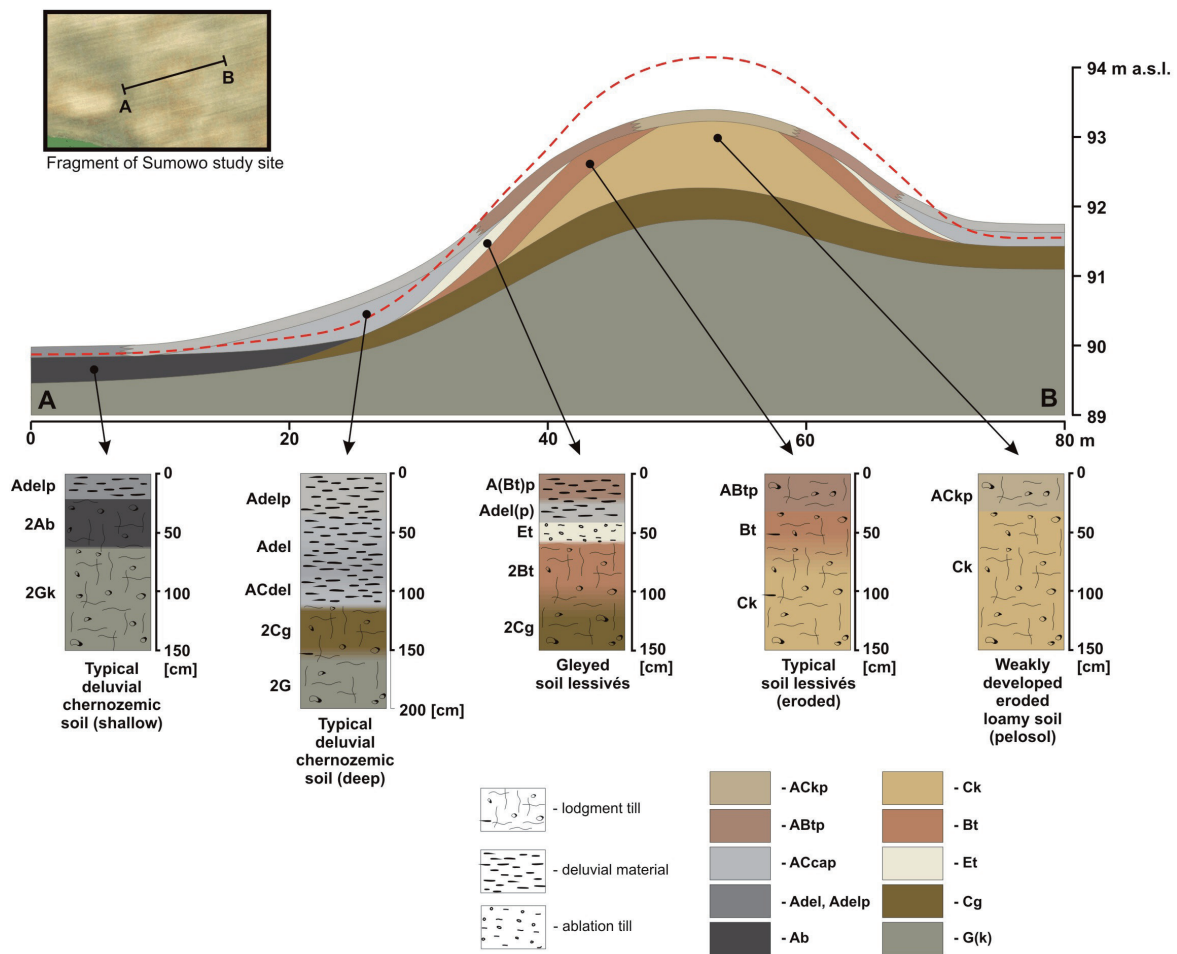 A
B
Fragment of Sumowo study site
94 m a.s.l.
93
92
91
90
89
A
B
0
20
40
60
80 m
Adelp
2Ab
2Gk
0
50
100
150
[cm]
Typical
deluvial
chernozemic
soil (shallow)
Adelp
Adel
ACdel
2Cg
2G
0
50
100
150
200 [cm]
Typical
deluvial
chernozemic
soil (deep)
A(Bt)p
Adel(p)
Et
2Bt
2Cg
0
50
100
150
[cm]
Gleyed
soil lessivés
ABtp
Bt
Ck
0
50
100
150
[cm]
Typical
soil lessivés
(eroded)
ACkp
Ck
0
50
100
150
[cm]
Weakly
developed
eroded
loamy soil
(pelosol)
- lodgment till
- deluvial material
- ablation till
- ACkp
- ABtp
- ACcap
- Adel, Adelp
- Ab
- Ck
- Bt
- Et
- Cg
- G(k)